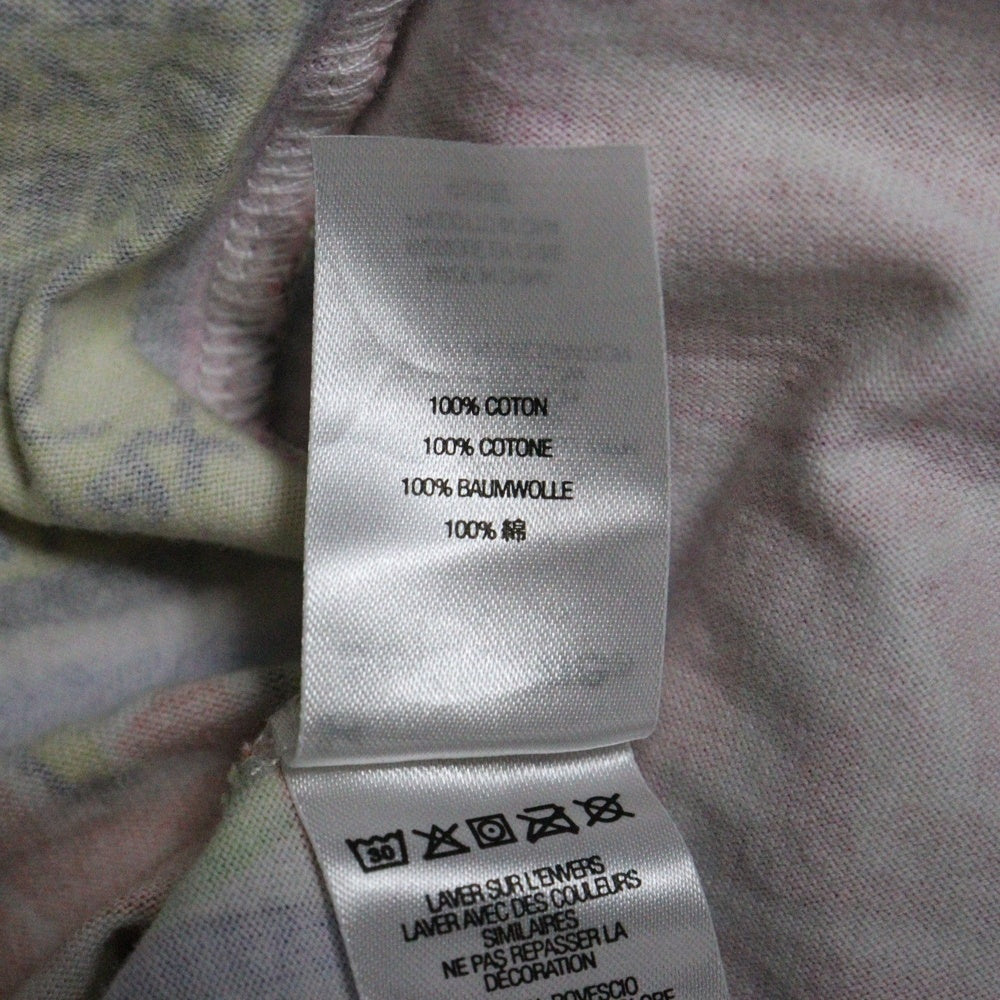 100% COTON
100% COTONE
100% BAUMWOLLE
100% 綿
30
LAVER SUR L'ENVERS
LAVER AVEC DES COULEURS
SIMILAIRES
NE PAS REPASSER LA
DÉCORATION
ROVESCIO